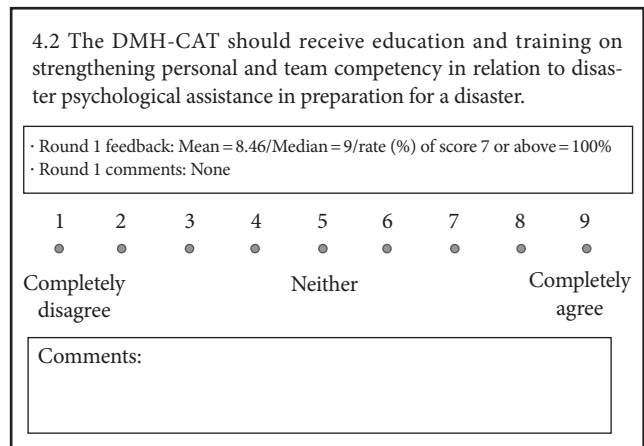 4.2 The DMH-CAT should receive education and training on
strengthening personal and team competency in relation to disas-
ter psychological assistance in preparation for a disaster.
· Round 1 feedback: Mean = 8.46/Median = 9/rate (%) of score 7 or above = 100%
· Round 1 comments: None
1 2 3 4 5 6 7 8 9
Completely Neither Completely
disagree agree
Comments: